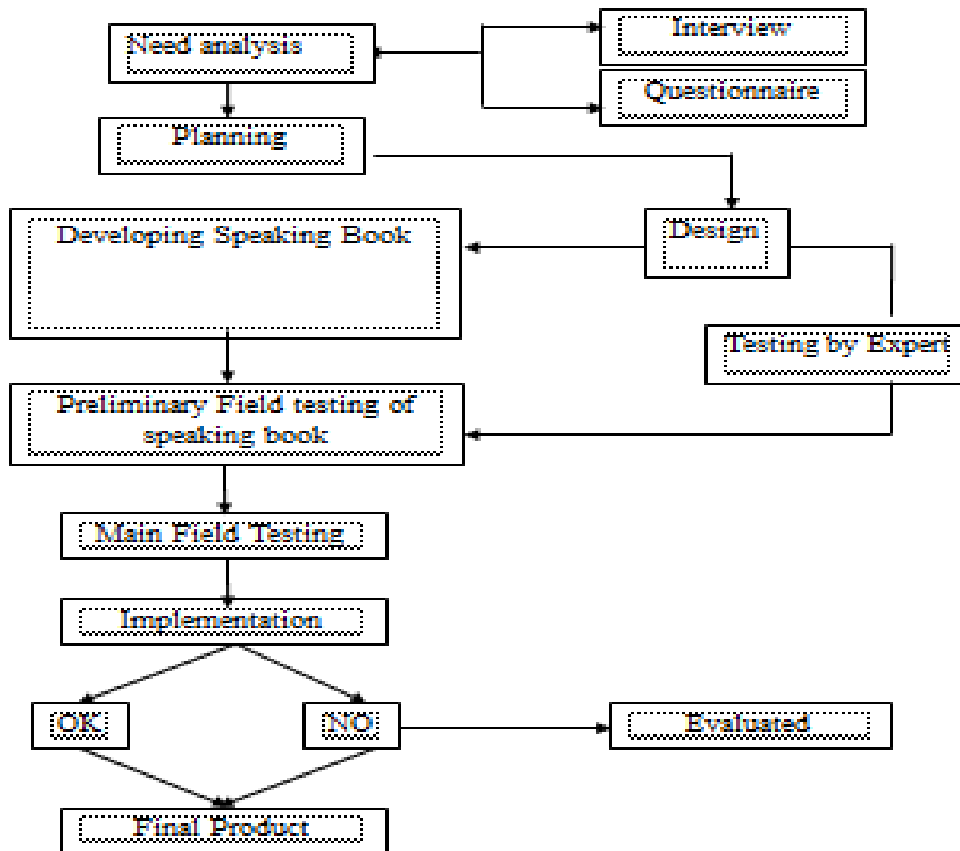 Need analysis
Interview
Questionnaire
Planning
Developing Speaking Book
Design
Testing by Expert
Preliminary Field testing of
speaking book
Main Field Testing
Implementation
OK
NO
Evaluated
Final Product